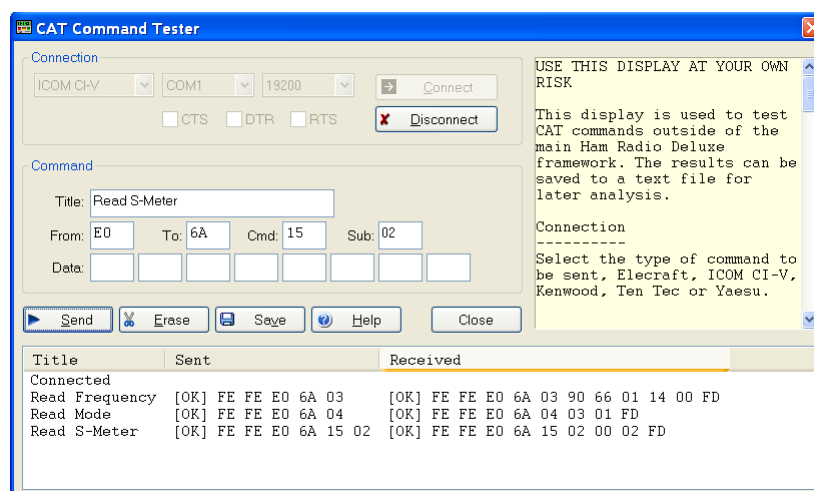 CAT Command Tester
Connection
ICOM CI-V COM1 19200 Connect
CTS DTR RTS Disconnect
Command
Title: Read S-Meter
From: E0 To: 6A Cmd: 15 Sub: 02
Data:
Send Erase Save Help Close
USE THIS DISPLAY AT YOUR OWN
RISK
This display is used to test
CAT commands outside of the
main Ham Radio Deluxe
framework. The results can be
saved to a text file for
later analysis.
Connection
----------
Select the type of command to
be sent, Elecraft, ICOM CI-V,
Kenwood, Ten Tec or Yaesu.
Title Sent Received
Connected
Read Frequency [OK] FE FE E0 6A 03 [OK] FE FE E0 6A 03 90 66 01 14 00 FD
Read Mode [OK] FE FE E0 6A 04 [OK] FE FE E0 6A 04 03 01 FD
Read S-Meter [OK] FE FE E0 6A 15 02 [OK] FE FE E0 6A 15 02 00 02 FD